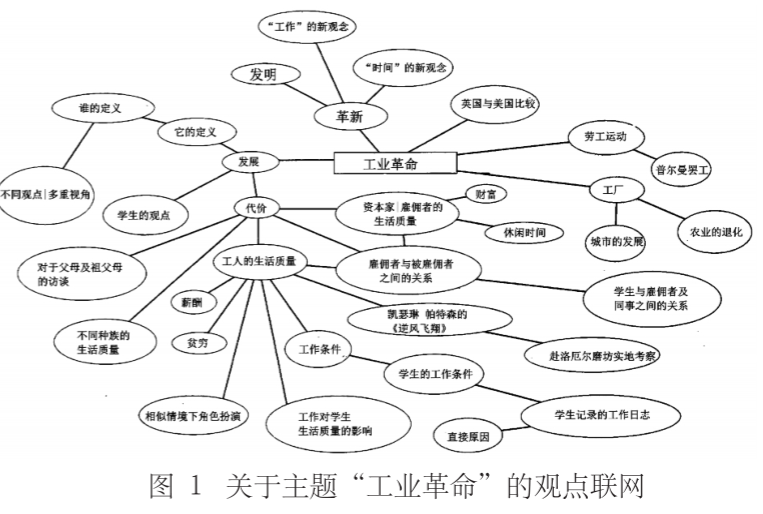 “工作”的新观念
“时间”的新观念
发明
革新
英国与美国比较
谁的定义
它的定义
劳工运动
发展
工业革命
普尔曼罢工
不同观点|多重视角
学生的观点
代价
资本家|雇佣者的
生活质量
财富
工厂
休闲时间
城市的发展
农业的退化
对于父母及祖父母
的访谈
工人的生活质量
雇佣者与被雇佣者
之间的关系
学生与雇佣者及
同事之间的关系
薪酬
凯瑟琳 帕特森的
《逆风飞翔》
不同种族的
生活质量
贫穷
工作条件
赴洛厄尔磨坊实地考察
学生的工作条件
相似情境下角色扮演
工作对学生
生活质量的影响
学生记录的工作日志
直接原因
图 1 关于主题“工业革命”的观点联网